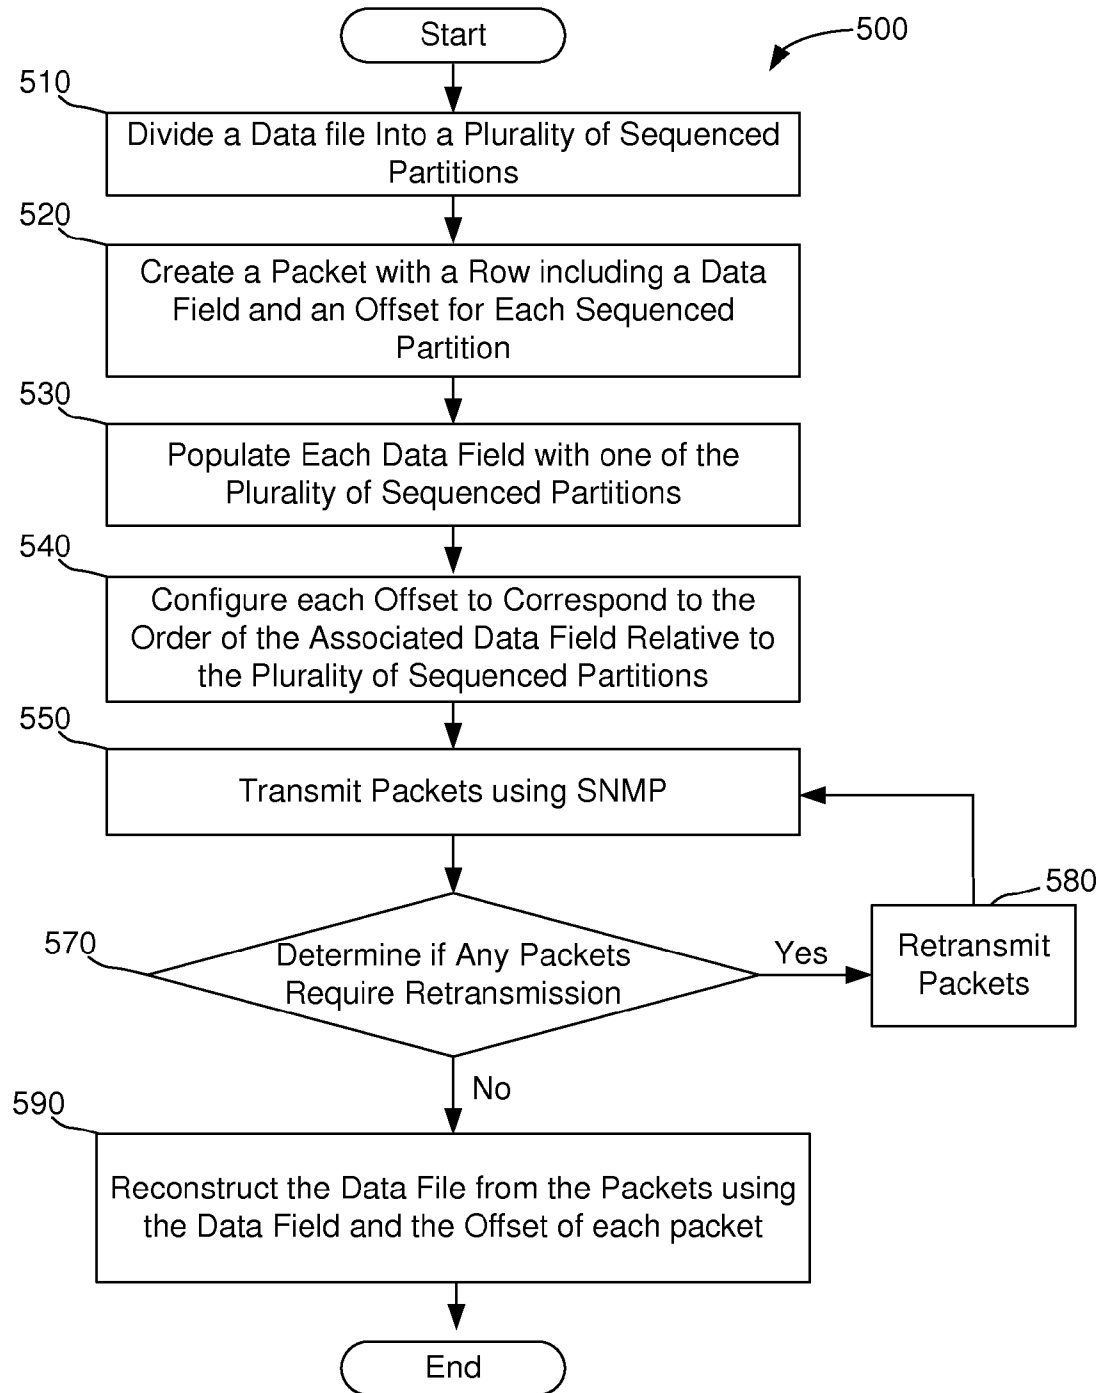 Start
500
510
Divide a Data file Into a Plurality of Sequenced
Partitions
520
Create a Packet with a Row including a Data
Field and an Offset for Each Sequenced
Partition
530
Populate Each Data Field with one of the
Plurality of Sequenced Partitions
540
Configure each Offset to Correspond to the
Order of the Associated Data Field Relative to
the Plurality of Sequenced Partitions
550
Transmit Packets using SNMP
570
Determine if Any Packets
Require Retransmission
Yes
580
Retransmit
Packets
No
590
Reconstruct the Data File from the Packets using
the Data Field and the Offset of each packet
End